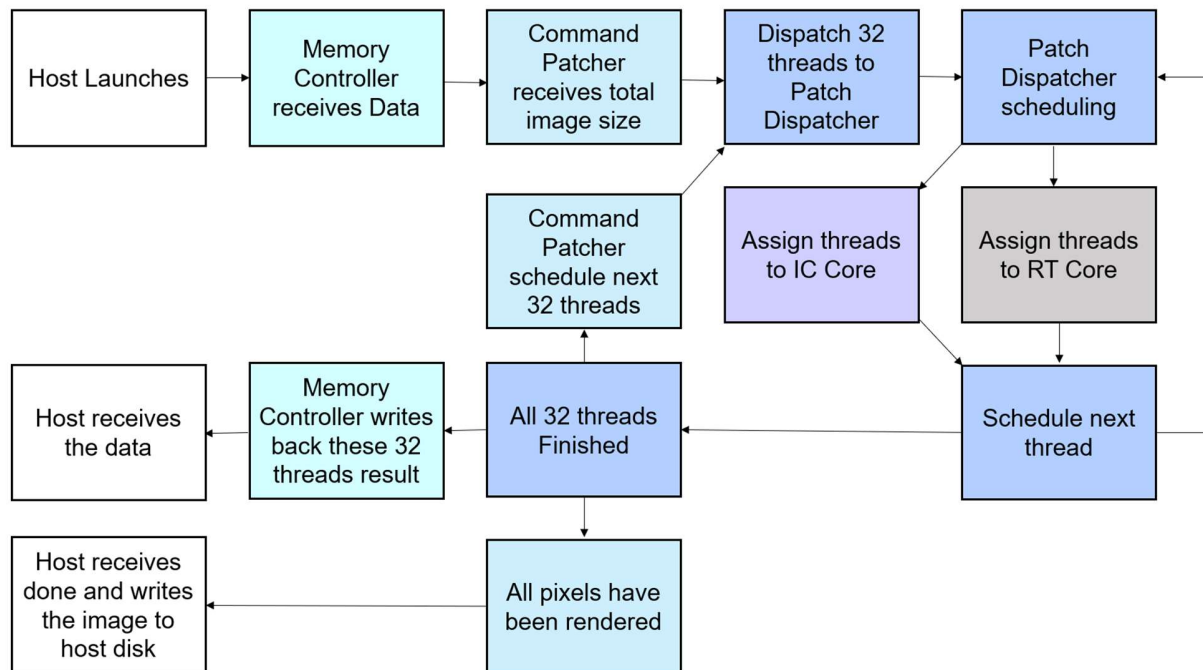 Host Launches
Memory
Controller
receives Data
Command
Patcher
receives total
image size
Dispatch 32
threads to
Patch
Dispatcher
Patch
Dispatcher
scheduling
Command
Patcher
schedule next
32 threads
Assign threads
to IC Core
Assign threads
to RT Core
Host receives
the data
Memory
Controller writes
back these 32
threads result
All 32 threads
Finished
Schedule next
thread
Host receives
done and writes
the image to
host disk
All pixels have
been rendered